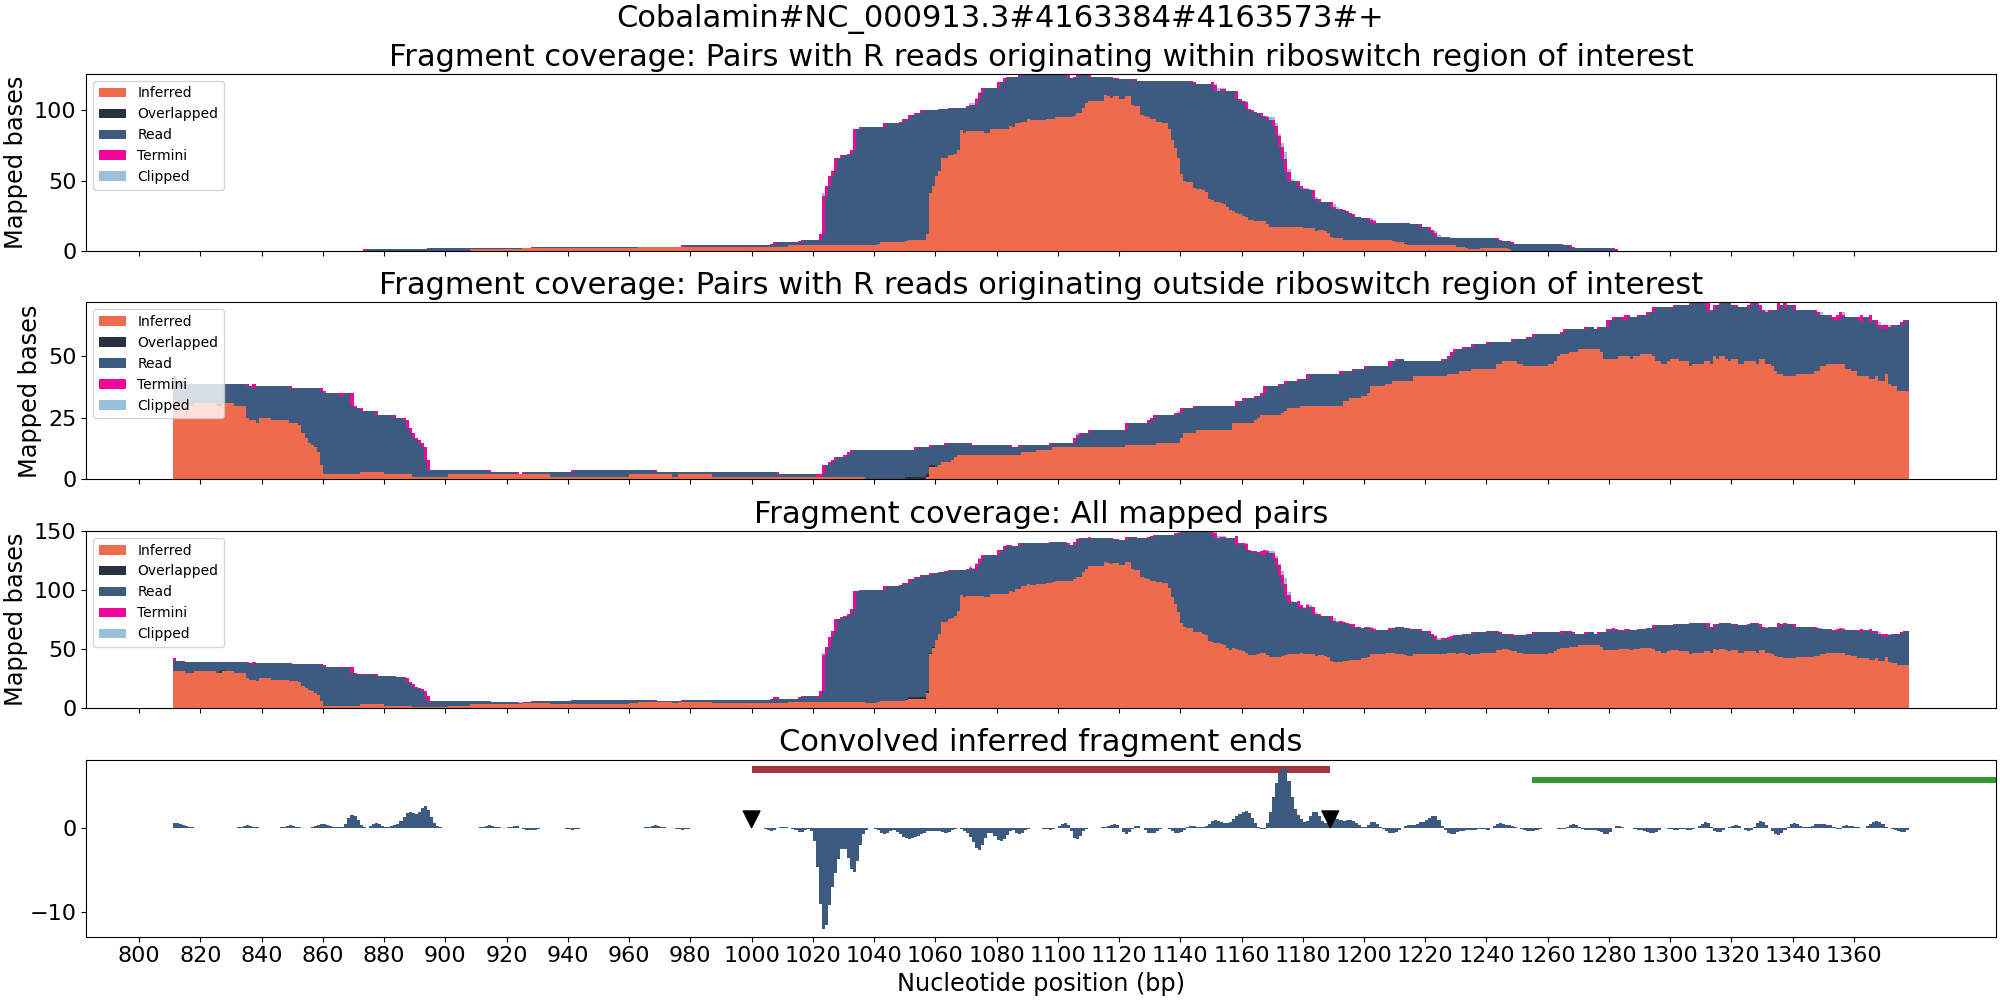 Cobalamin#NC_000913.3#4163384#4163573#+
Fragment coverage: Pairs with R reads originating within riboswitch region of interest
Mapped bases
100
50
0
Inferred
Overlapped
Read
Termini
Clipped
Fragment coverage: Pairs with R reads originating outside riboswitch region of interest
Mapped bases
50
25
0
Inferred
Overlapped
Read
Termini
Clipped
Fragment coverage: All mapped pairs
Mapped bases
150
100
50
0
Inferred
Overlapped
Read
Termini
Clipped
Convolved inferred fragment ends
0
−10
800 820 840 860 880 900 920 940 960 980 1000 1020 1040 1060 1080 1100 1120 1140 1160 1180 1200 1220 1240 1260 1280 1300 1320 1340 1360
Nucleotide position (bp)